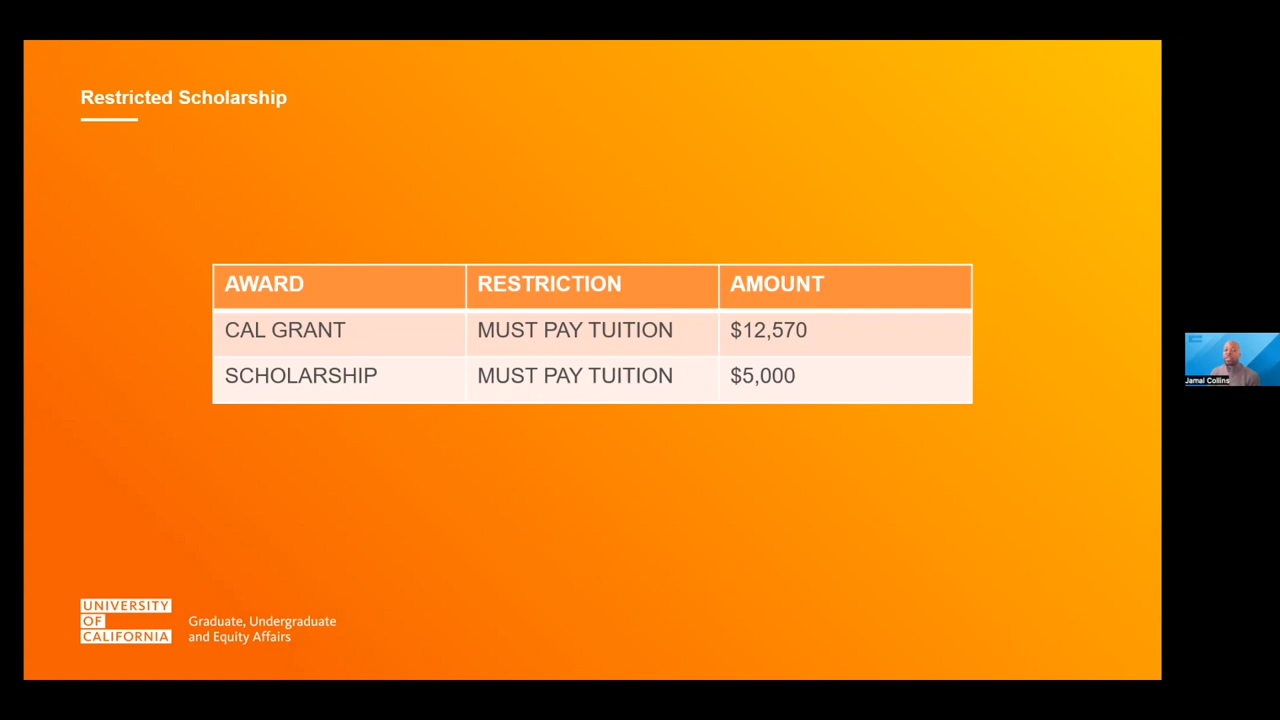 Restricted Scholarship
AWARD RESTRICTION AMOUNT
CAL GRANT MUST PAY TUITION $12,570
SCHOLARSHIP MUST PAY TUITION $5,000
Jamal Collins
UNIVERSITY
OF
CALIFORNIA
Graduate, Undergraduate
and Equity Affairs